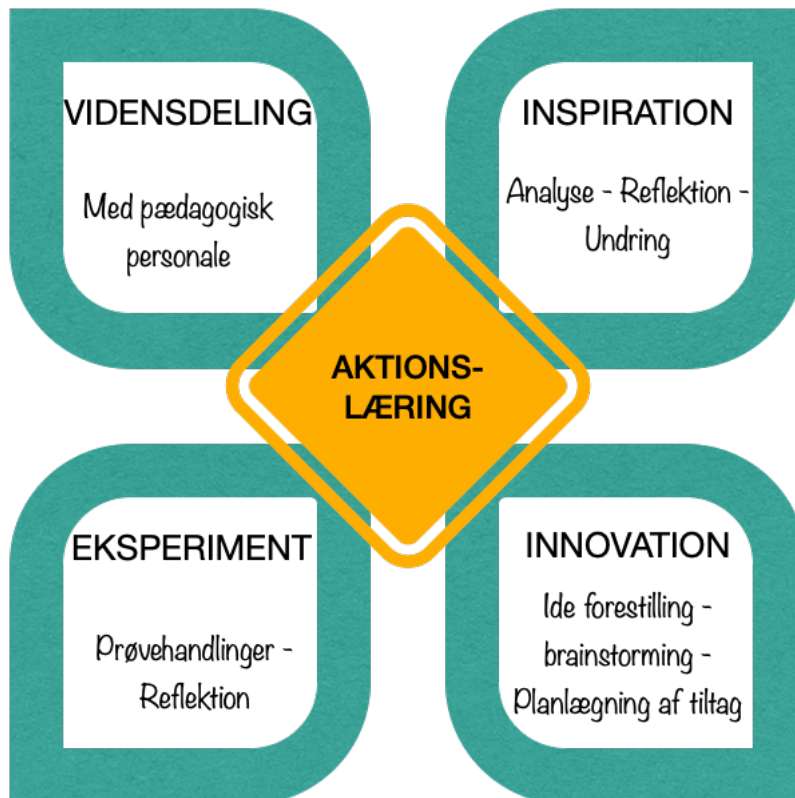 VIDENSDELING
Med pædagogisk
personale
INSPIRATION
Analyse - Reflektion -
Undring
AKTIONS-
LÆRING
EKSPERIMENT
Prøvehandlinger -
Reflektion
INNOVATION
Ide forestilling -
brainstorming -
Planlægning af tiltag